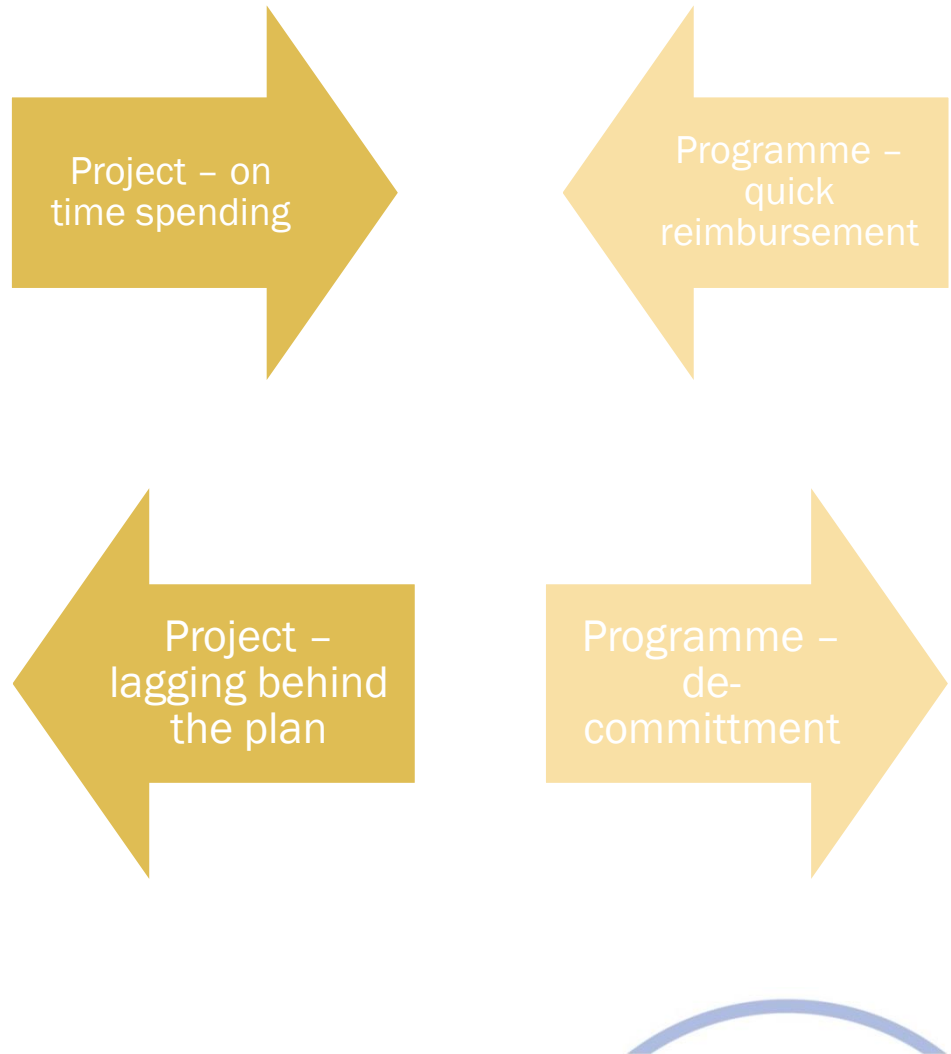 Project – on
time spending
Programme –
quick
reimbursement
Project –
lagging behind
the plan
Programme –
de-
committment